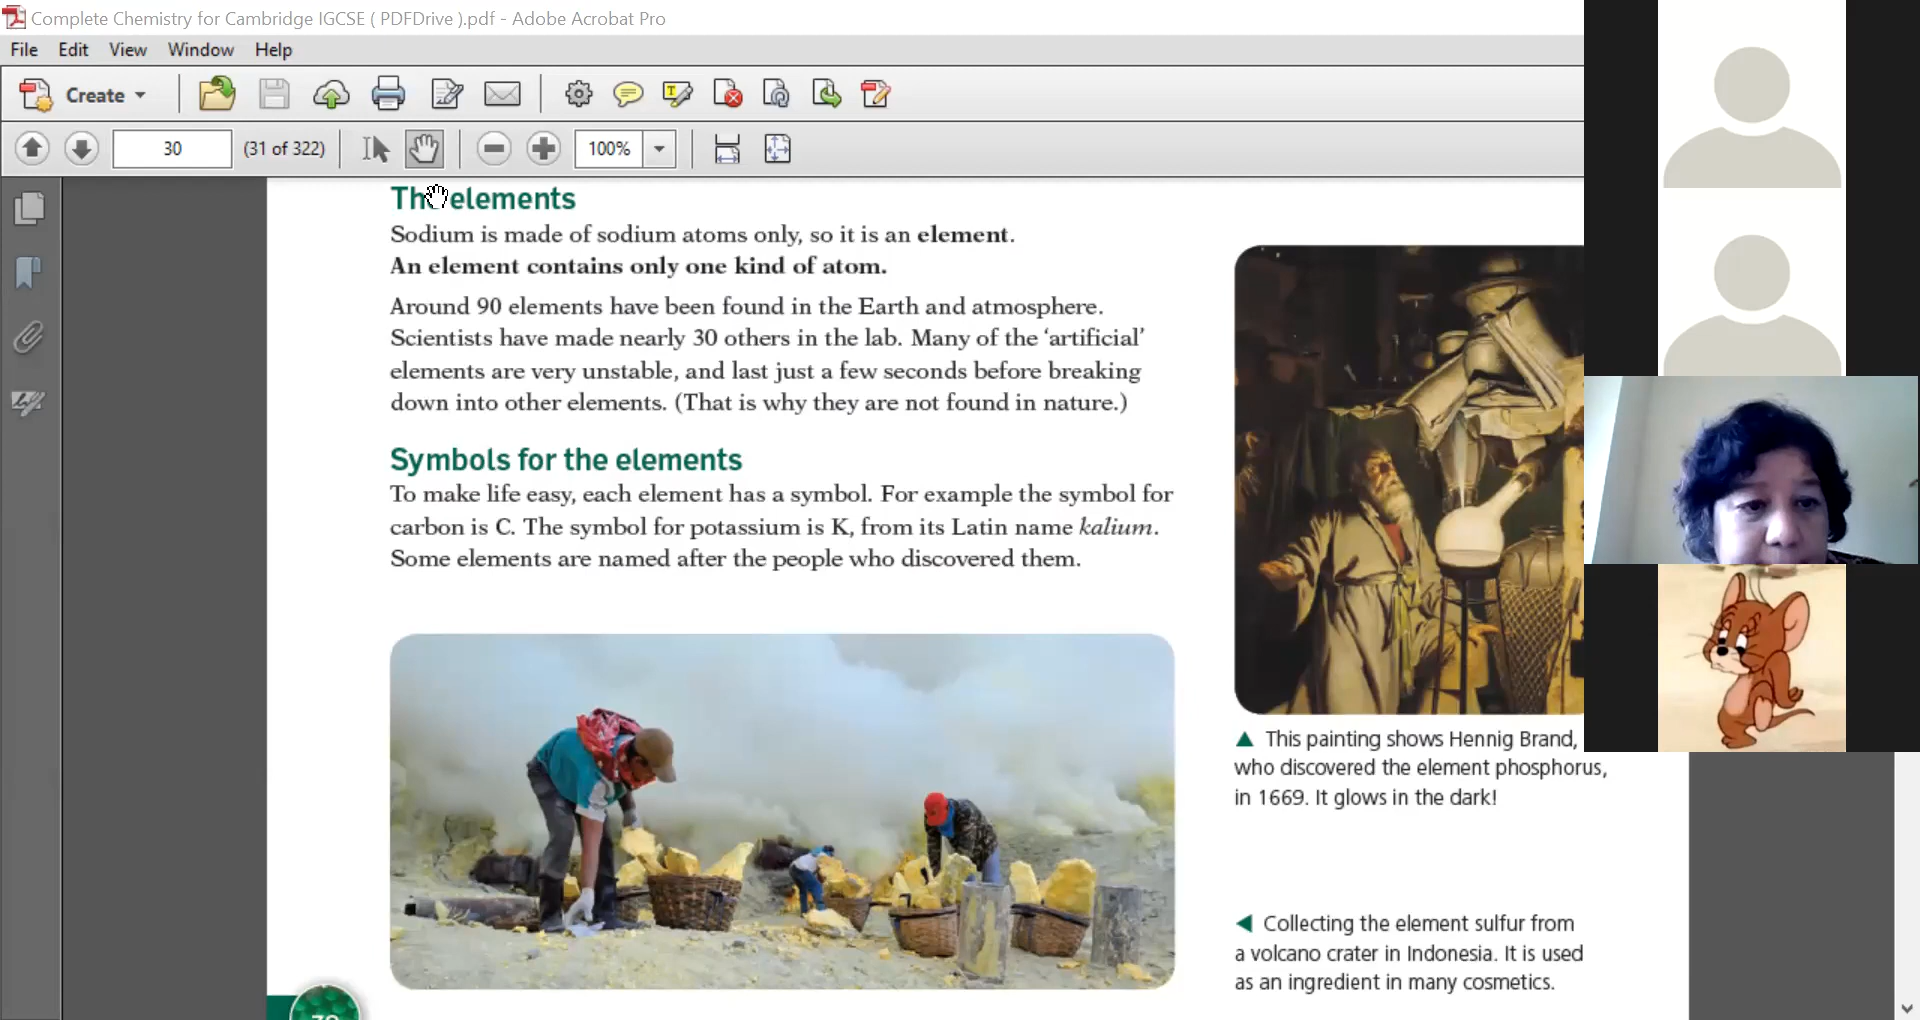 Complete Chemistry for Cambridge IGCSE ( PDFDrive ).pdf - Adobe Acrobat Pro
File Edit View Window Help
Create
30 (31 of 322) 100%
The elements
Sodium is made of sodium atoms only, so it is an element.
An element contains only one kind of atom.
Around 90 elements have been found in the Earth and atmosphere.
Scientists have made nearly 30 others in the lab. Many of the ‘artificial’
elements are very unstable, and last just a few seconds before breaking
down into other elements. (That is why they are not found in nature.)
Symbols for the elements
To make life easy, each element has a symbol. For example the symbol for
carbon is C. The symbol for potassium is K, from its Latin name kalium.
Some elements are named after the people who discovered them.
This painting shows Hennig Brand,
who discovered the element phosphorus,
in 1669. It glows in the dark!
Collecting the element sulfur from
a volcano crater in Indonesia. It is used
as an ingredient in many cosmetics.